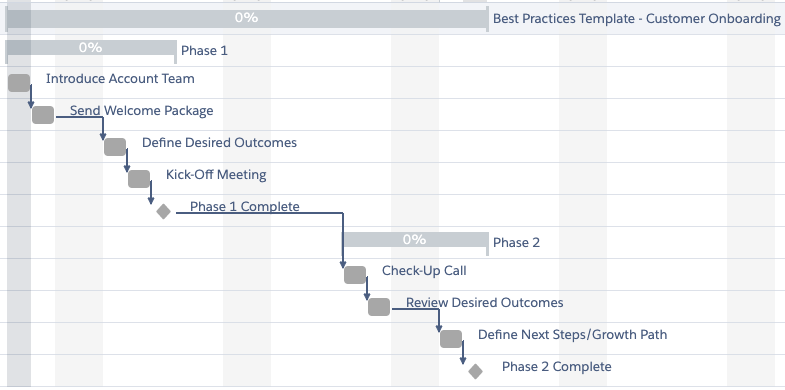 0% Best Practices Template - Customer Onboarding
0% Phase 1
Introduce Account Team
Send Welcome Package
Define Desired Outcomes
Kick-Off Meeting
Phase 1 Complete
0% Phase 2
Check-Up Call
Review Desired Outcomes
Define Next Steps/Growth Path
Phase 2 Complete